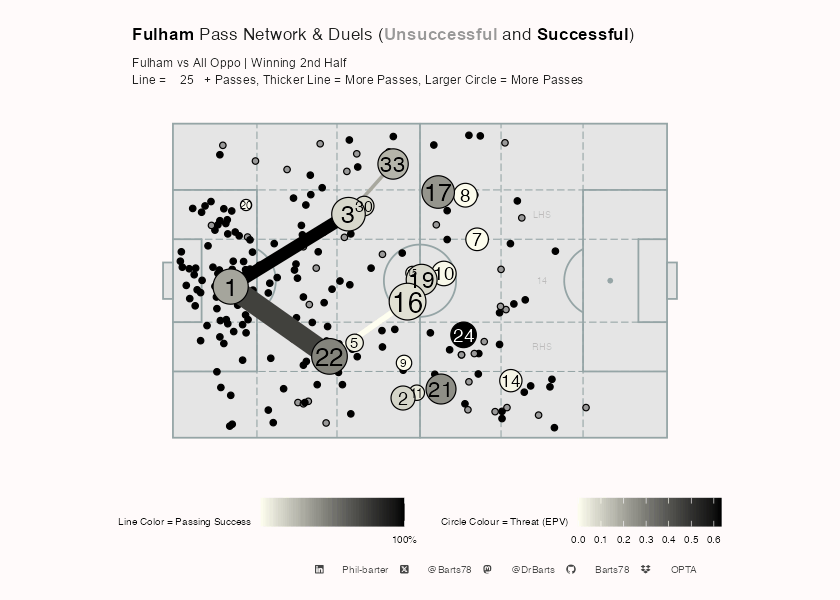 Fulham Pass Network & Duels (Unsuccessful and Successful)
Fulham vs All Oppo | Winning 2nd Half
Line = 25 + Passes, Thicker Line = More Passes, Larger Circle = More Passes
33
17
8
20
3
30
LHS
7
10
19
14
1
16
24
5
RHS
22
9
14
21
2
11
Line Color = Passing Success
100%
Circle Colour = Threat (EPV)
0.0 0.1 0.2 0.3 0.4 0.5 0.6
Phil-barter @Barts78 @DrBarts Barts78 OPTA